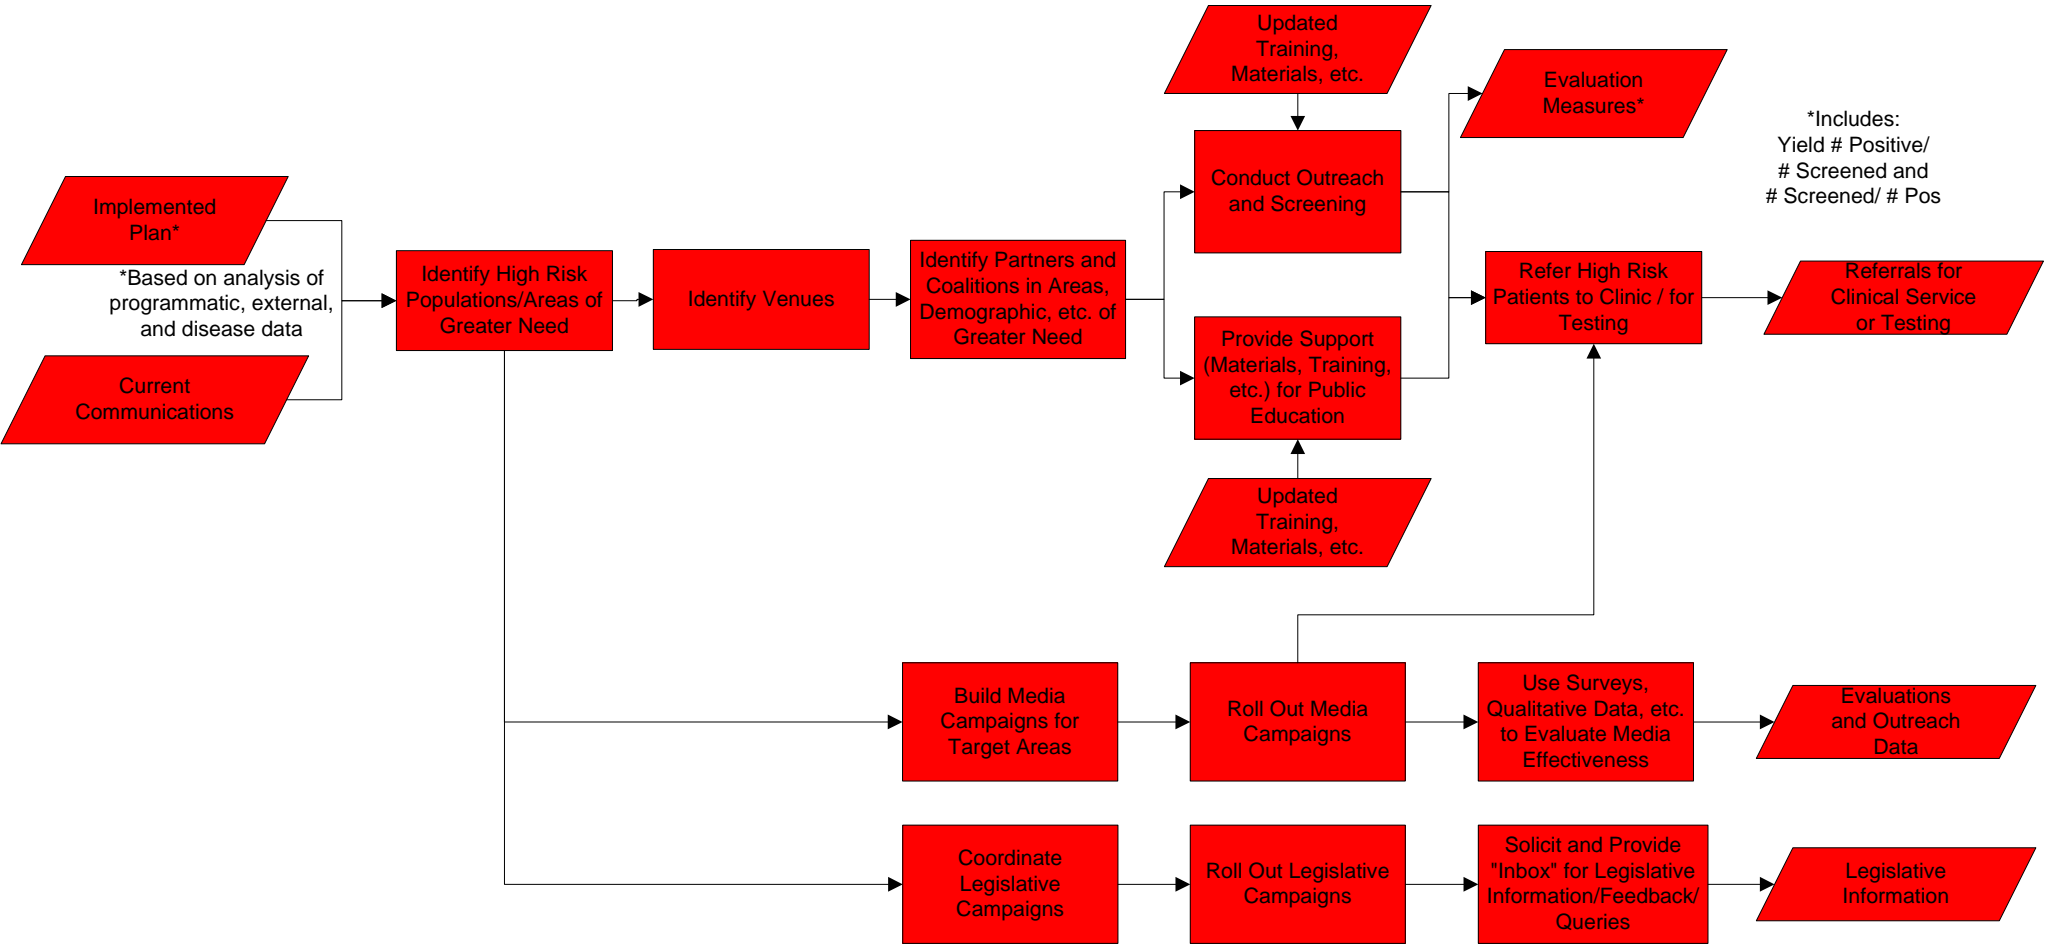 Updated
Training,
Materials, etc.
Evaluation
Measures*
*Includes:
Yield # Positive/
# Screened and
# Screened/ # Pos
Implemented
Plan*
*Based on analysis of
programmatic, external,
and disease data
Current
Communications
Identify High Risk
Populations/Areas of
Greater Need
Identify Venues
Identify Partners and
Coalitions in Areas,
Demographic, etc. of
Greater Need
Conduct Outreach
and Screening
Provide Support
(Materials, Training,
etc.) for Public
Education
Refer High Risk
Patients to Clinic / for
Testing
Referrals for
Clinical Service
or Testing
Updated
Training,
Materials, etc.
Build Media
Campaigns for
Target Areas
Roll Out Media
Campaigns
Use Surveys,
Qualitative Data, etc.
to Evaluate Media
Effectiveness
Evaluations
and Outreach
Data
Coordinate
Legislative
Campaigns
Roll Out Legislative
Campaigns
Solicit and Provide
"Inbox" for Legislative
Information/Feedback/
Queries
Legislative
Information